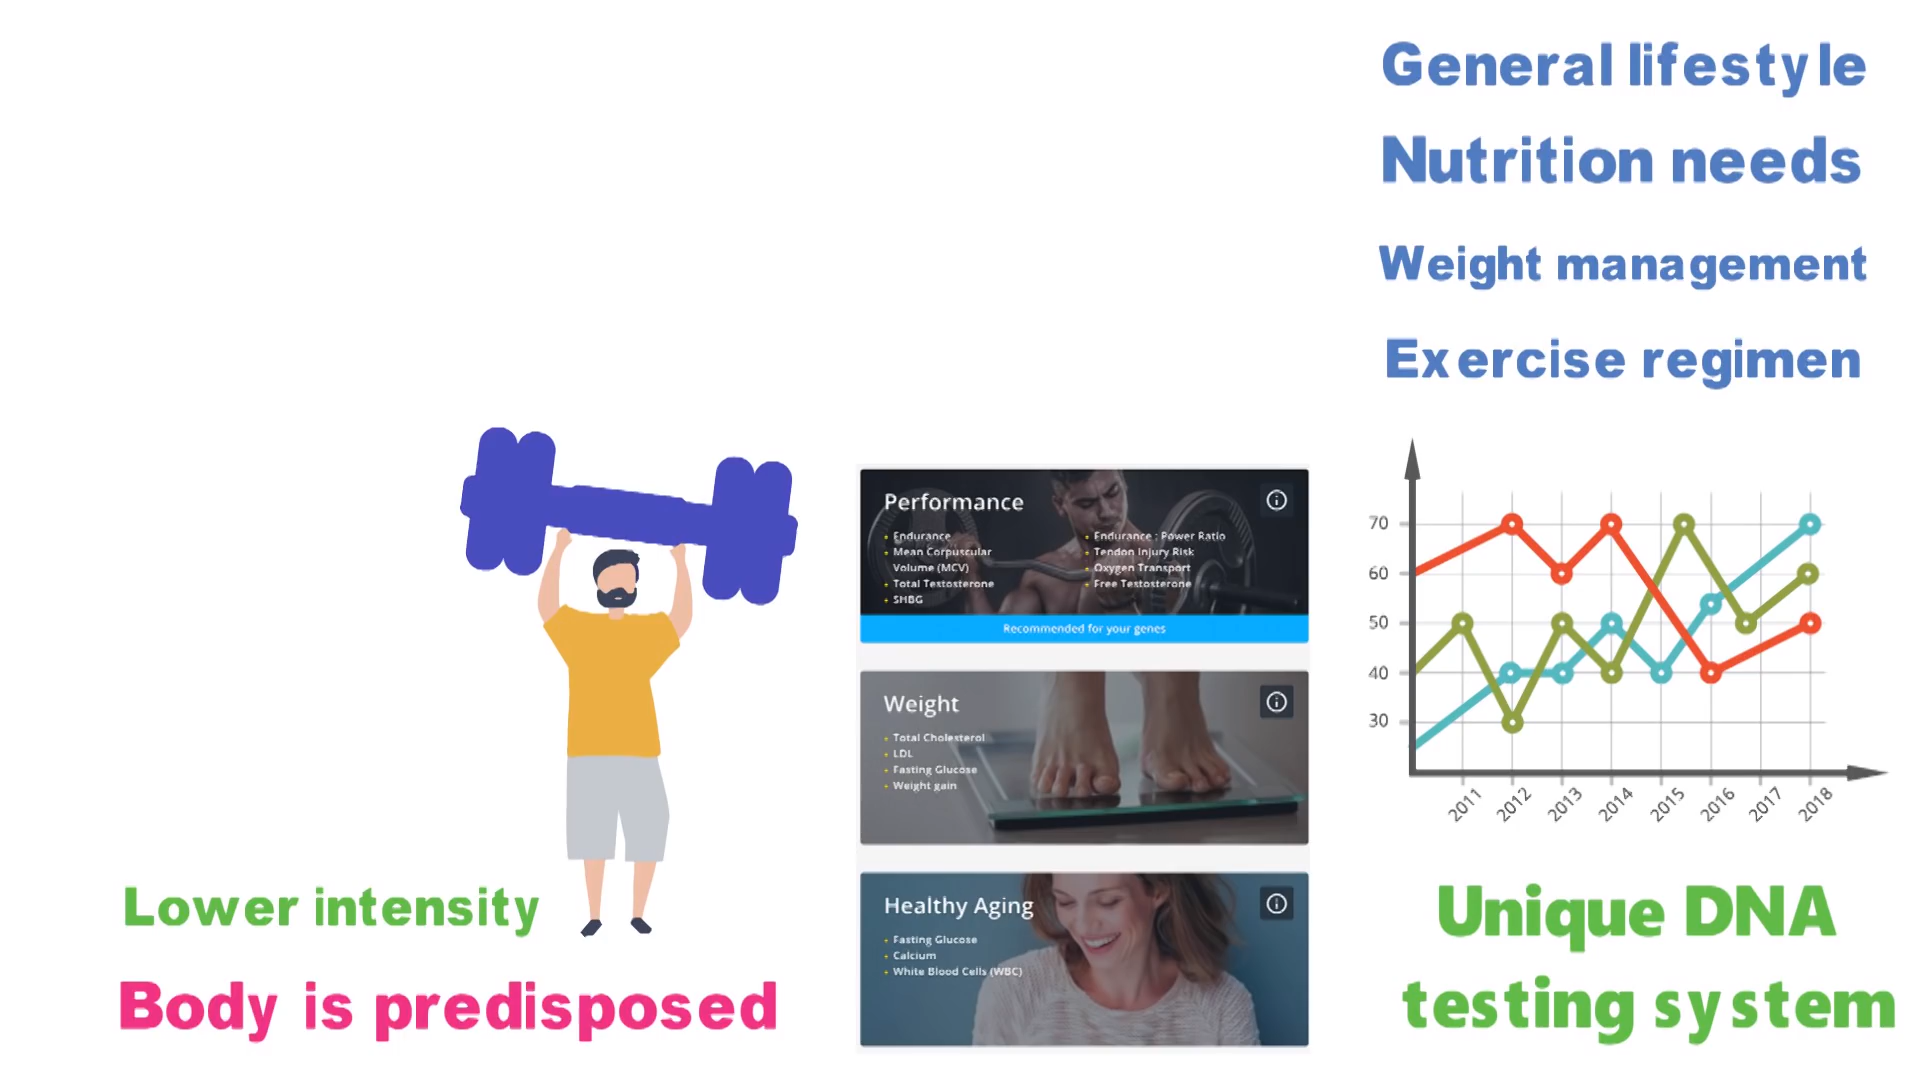 General lifestyle
Nutrition needs
Weight management
Exercise regimen
Lower intensity
Body is predisposed
Performance
Endurance
Mean Corpuscular
Volume (MCV)
Total Testosterone
SHBG
Endurance : Power Ratio
Tendon Injury Risk
Oxygen Transport
Free Testosterone
Recommended for your genes
Weight
Total Cholesterol
LDL
Fasting Glucose
Weight gain
Healthy Aging
Fasting Glucose
Calcium
White Blood Cells (WBC)
70
60
50
40
30
2011
2012
2013
2014
2015
2016
2017
2018
Unique DNA
testing system